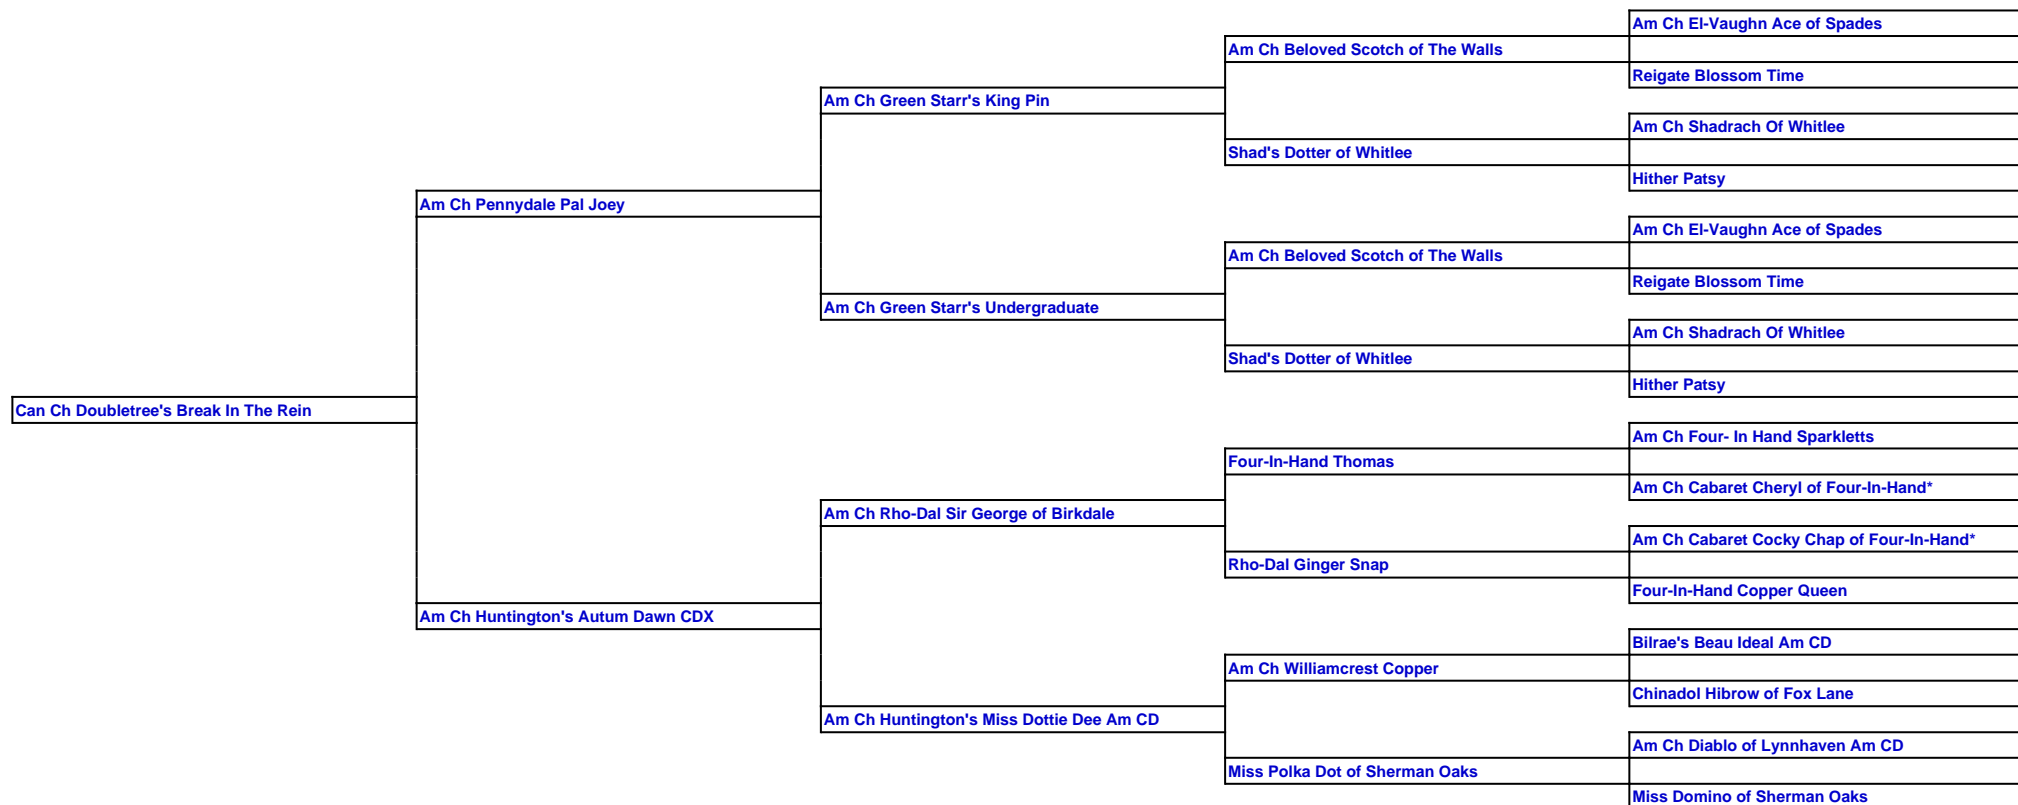 Am Ch El-Vaughn Ace of Spades
Am Ch Beloved Scotch of The Walls
Reigate Blossom Time
Am Ch Green Starr's King Pin
Am Ch Shadrach Of Whitlee
Shad's Dotter of Whitlee
Hither Patsy
Am Ch Pennydale Pal Joey
Am Ch El-Vaughn Ace of Spades
Am Ch Beloved Scotch of The Walls
Reigate Blossom Time
Am Ch Green Starr's Undergraduate
Am Ch Shadrach Of Whitlee
Shad's Dotter of Whitlee
Hither Patsy
Can Ch Doubletree's Break In The Rein
Am Ch Four- In Hand Sparkletts
Four-In-Hand Thomas
Am Ch Cabaret Cheryl of Four-In-Hand*
Am Ch Rho-Dal Sir George of Birkdale
Am Ch Cabaret Cocky Chap of Four-In-Hand*
Rho-Dal Ginger Snap
Four-In-Hand Copper Queen
Am Ch Huntington's Autum Dawn CDX
Bilrae's Beau Ideal Am CD
Am Ch Williamcrest Copper
Chinadol Hibrow of Fox Lane
Am Ch Huntington's Miss Dottie Dee Am CD
Am Ch Diablo of Lynnhaven Am CD
Miss Polka Dot of Sherman Oaks
Miss Domino of Sherman Oaks